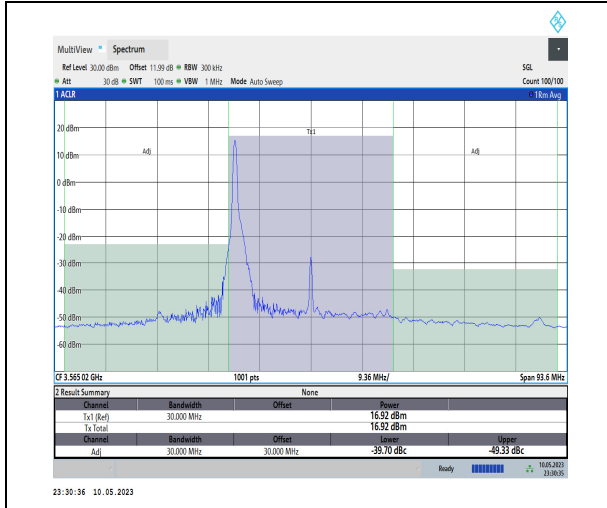 MultiView Spectrum
Ref Level 30.00 dBm Offset 11.99 dB RBW 300 kHz SGL
Att 30 dB SWT 100 ms VBW 1 MHz Mode Auto Sweep Count 100/100
1 ACLR 1Rm Avg
20 dBm
Tx1
10 dBm
Adj Adj
0 dBm
-10 dBm
-20 dBm
-30 dBm
-40 dBm
-50 dBm
-60 dBm
CF 3.56502 GHz 1001 pts 9.36 MHz/ Span 93.6 MHz
2 Result Summary None
Channel Bandwidth Offset Power
Tx1 (Ref) 30.000 MHz 16.92 dBm
Tx Total 16.92 dBm
Channel Bandwidth Offset Lower Upper
Adj 30.000 MHz 30.000 MHz -39.70 dBc -49.33 dBc
Ready 10.05.2023
23:30:35
23:30:36 10.05.2023